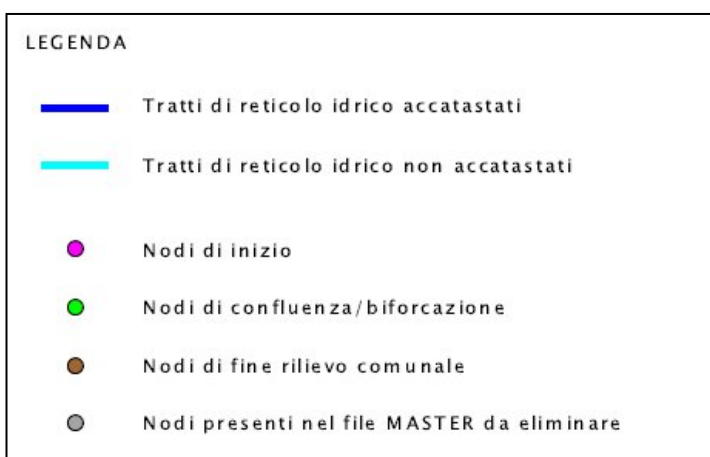 LEGENDA
Tratti di reticolo idrico accatastati
Tratti di reticolo idrico non accatastati
Nodi di inizio
Nodi di confluenza/biforcazione
Nodi di fine rilievo comunale
Nodi presenti nel file MASTER da eliminare